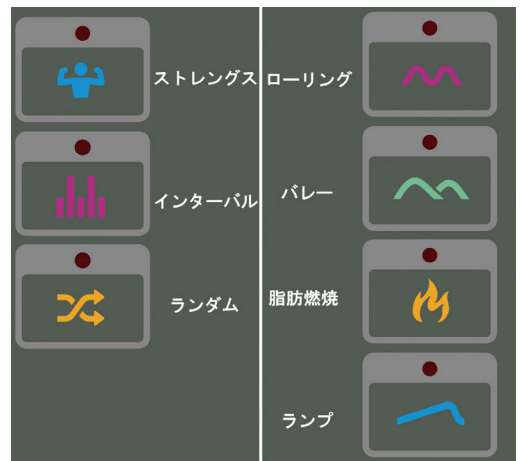 ストレングス
インターバル
ランダム
ローリング
バレー
脂肪燃焼
ランプ